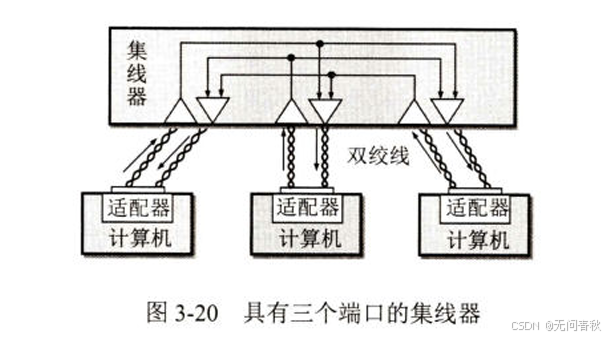 集线器
双绞线
适配器 适配器 适配器
计算机 计算机 计算机
图 3-20 具有三个端口的集线器
CSDN @无问春秋